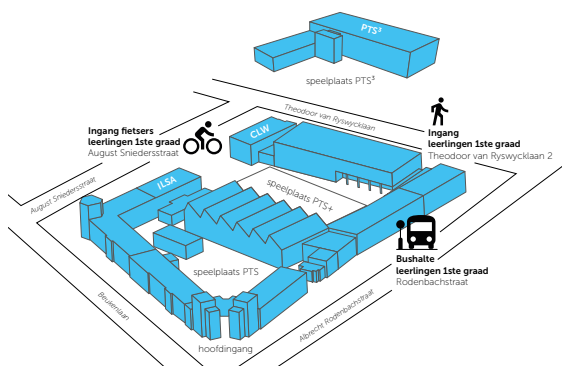 PTS³
speelplaats PTS³
Theodoor van Ryswycklaan
Ingang fietsers
leerlingen 1ste graad
August Sniedersstraat
CLW
Ingang
leerlingen 1ste graad
Theodoor van Ryswycklaan 2
August Sniedersstraat
ILSA
speelplaats PTS+
speelplaats PTS
Bushalte
leerlingen 1ste graad
Rodenbachstraat
Beukenlaan
Albrecht Rodenbachstraat
hoofdingang